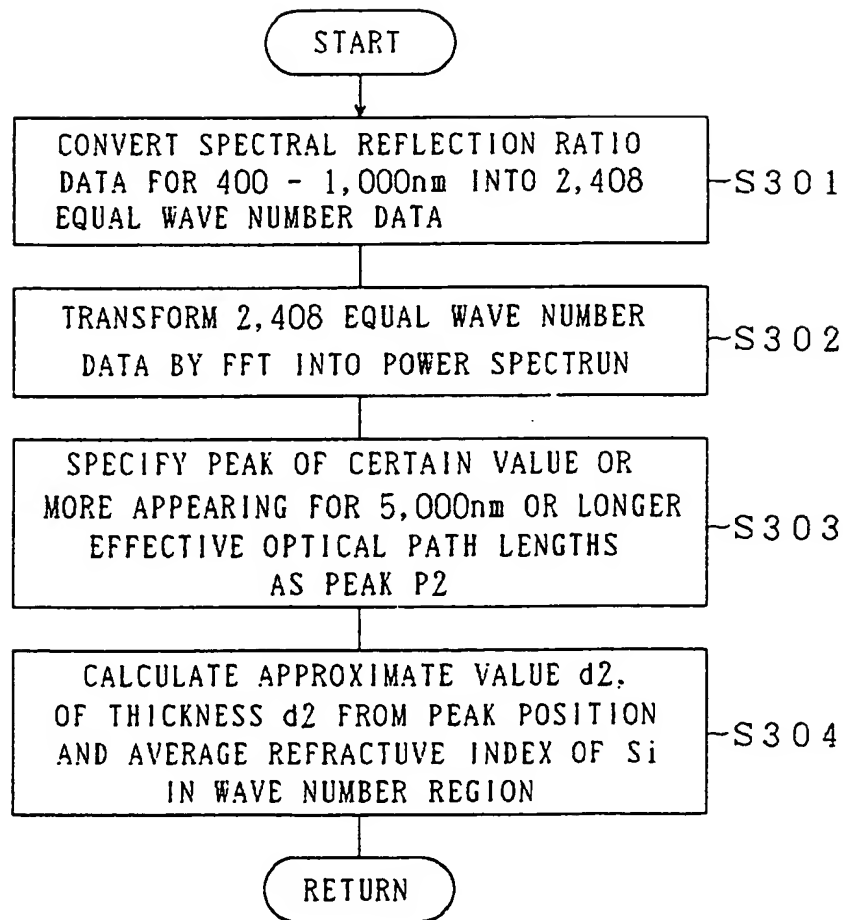 START
CONVERT SPECTRAL REFLECTION RATIO
DATA FOR 400 - 1,000nm INTO 2,408
EQUAL WAVE NUMBER DATA
S301
TRANSFORM 2,408 EQUAL WAVE NUMBER
DATA BY FFT INTO POWER SPECTRUN
S302
SPECIFY PEAK OF CERTAIN VALUE OR
MORE APPEARING FOR 5,000nm OR LONGER
EFFECTIVE OPTICAL PATH LENGTHS
AS PEAK P2
S303
CALCULATE APPROXIMATE VALUE d2,
OF THICKNESS d2 FROM PEAK POSITION
AND AVERAGE REFRACTUVE INDEX OF Si
IN WAVE NUMBER REGION
S304
RETURN